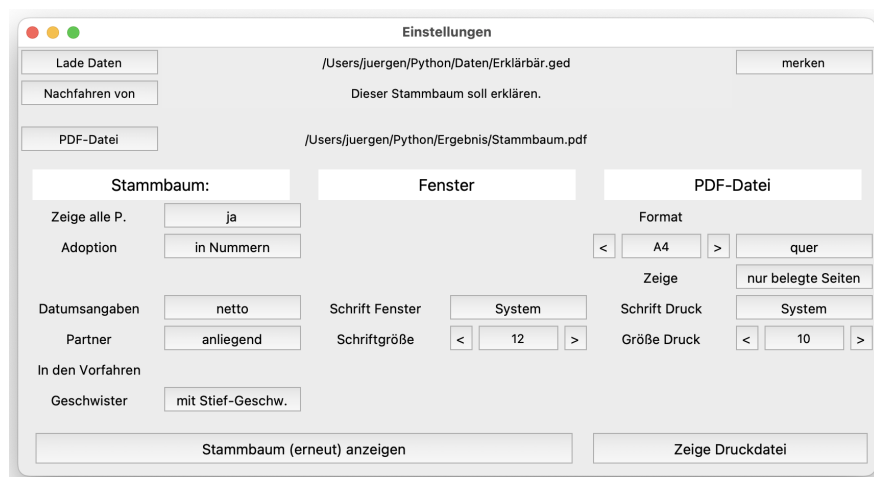 Einstellungen
Lade Daten /Users/juergen/Python/Daten/Erklärbär.ged merken
Nachfahren von Dieser Stammbaum soll erklären.
PDF-Datei /Users/juergen/Python/Ergebnis/Stammbaum.pdf
Stammbaum: Fenster PDF-Datei
Zeige alle P. ja Format
Adoption in Nummern < A4 > quer
Zeige nur belegte Seiten
Datumsangaben netto Schrift Fenster System Schrift Druck System
Partner anliegend Schriftgröße < 12 > Größe Druck < 10 >
In den Vorfahren
Geschwister mit Stief-Geschw.
Stammbaum (erneut) anzeigen Zeige Druckdatei